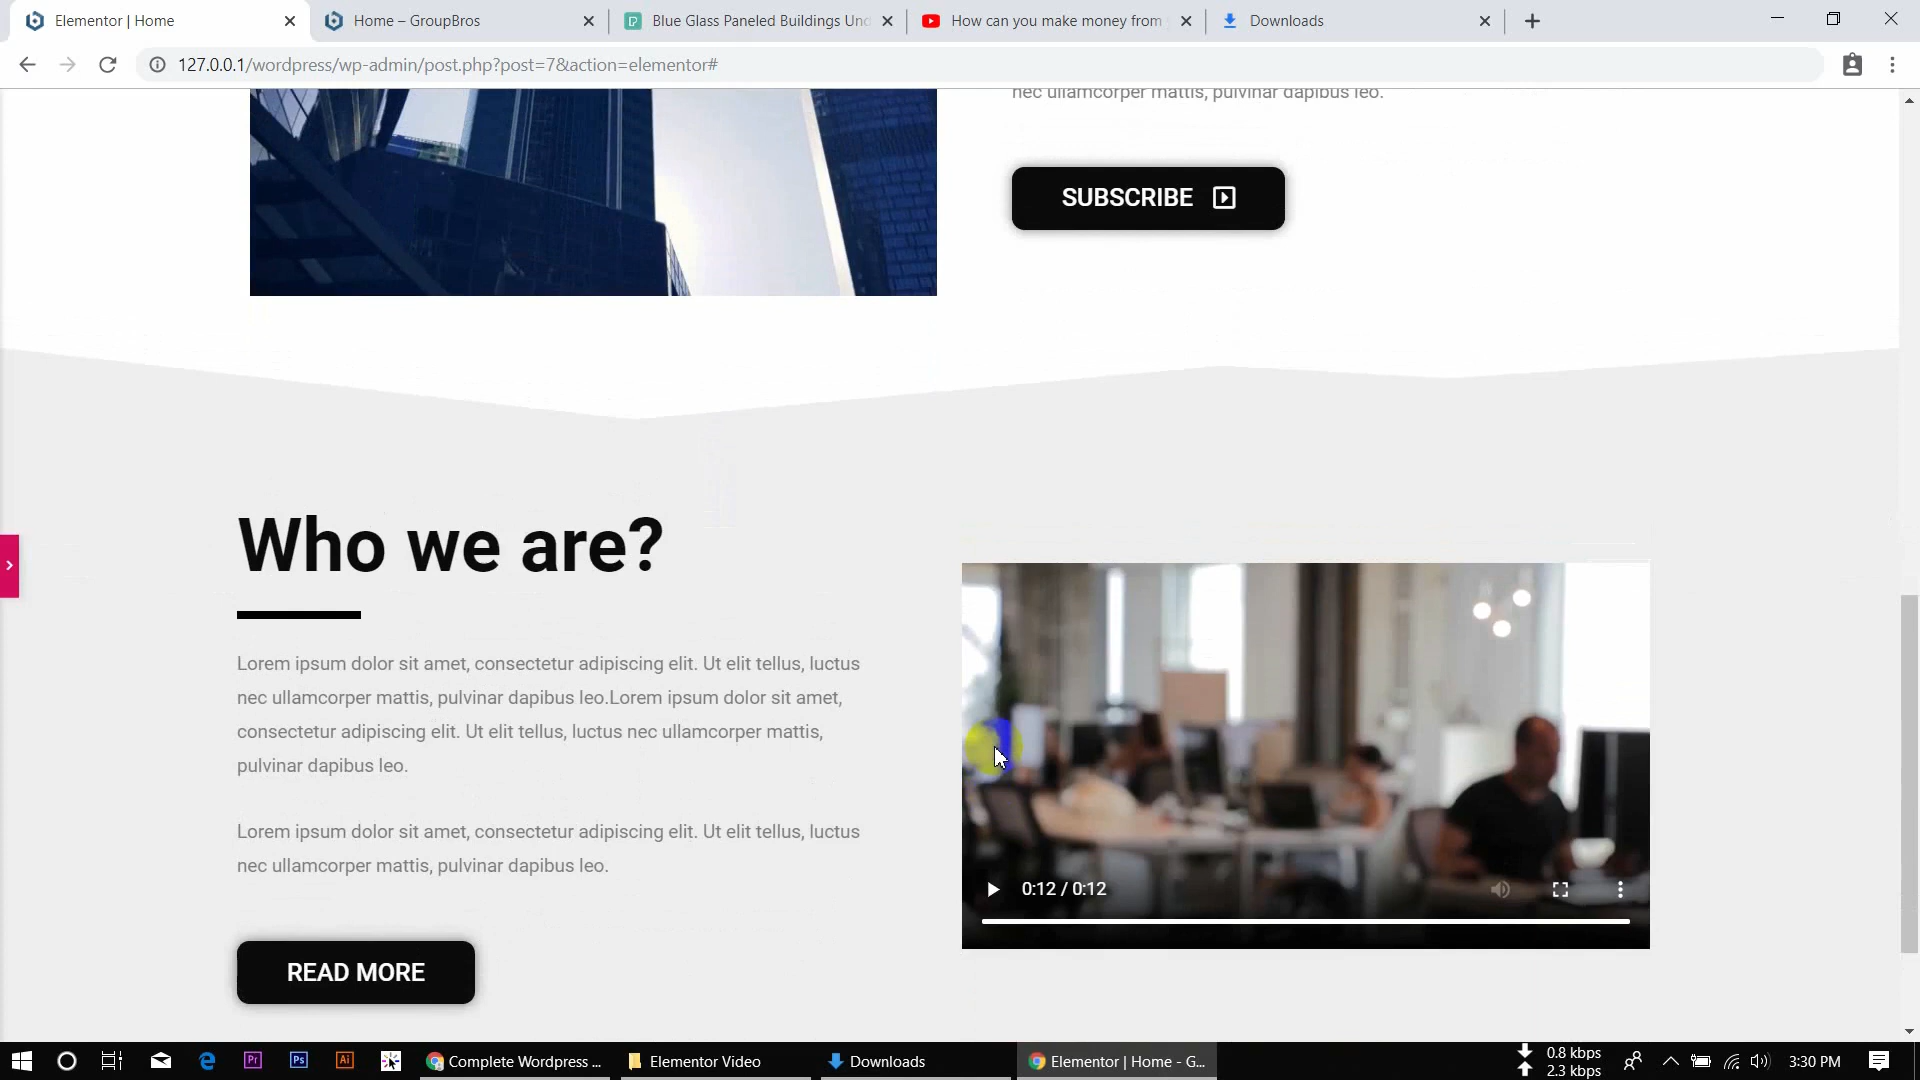 Elementor | Home
Home – GroupBros
Blue Glass Paneled Buildings Und
How can you make money from
Downloads
127.0.0.1/wordpress/wp-admin/post.php?post=7&action=elementor#
nec ullamcorper mattis, pulvinar dapibus leo.
SUBSCRIBE
Who we are?
Lorem ipsum dolor sit amet, consectetur adipiscing elit. Ut elit tellus, luctus
nec ullamcorper mattis, pulvinar dapibus leo.Lorem ipsum dolor sit amet,
consectetur adipiscing elit. Ut elit tellus, luctus nec ullamcorper mattis,
pulvinar dapibus leo.
Lorem ipsum dolor sit amet, consectetur adipiscing elit. Ut elit tellus, luctus
nec ullamcorper mattis, pulvinar dapibus leo.
READ MORE
0:12 / 0:12
Pr
Ps
Ai
Complete Wordpress ...
Elementor Video
Downloads
Elementor | Home - G...
0.8 kbps
2.3 kbps
3:30 PM